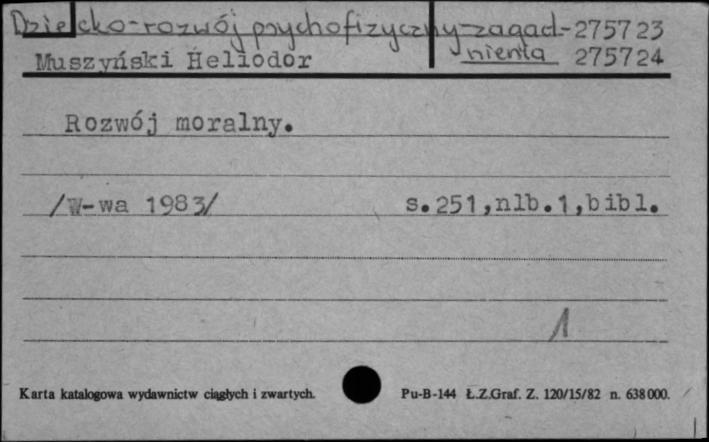 Dziecko-rozwój psychofizyczny-zagad- 275723
Muszyński Heliodor nienia 275724
Rozwój moralny.
/W-wa 1983/ s.251,nlb.1,bibl.
1
Karta katalogowa wydawnictw ciągłych i zwartych. Pu-B-144 Ł.Z.Graf. Z. 120/15/82 n. 638000.